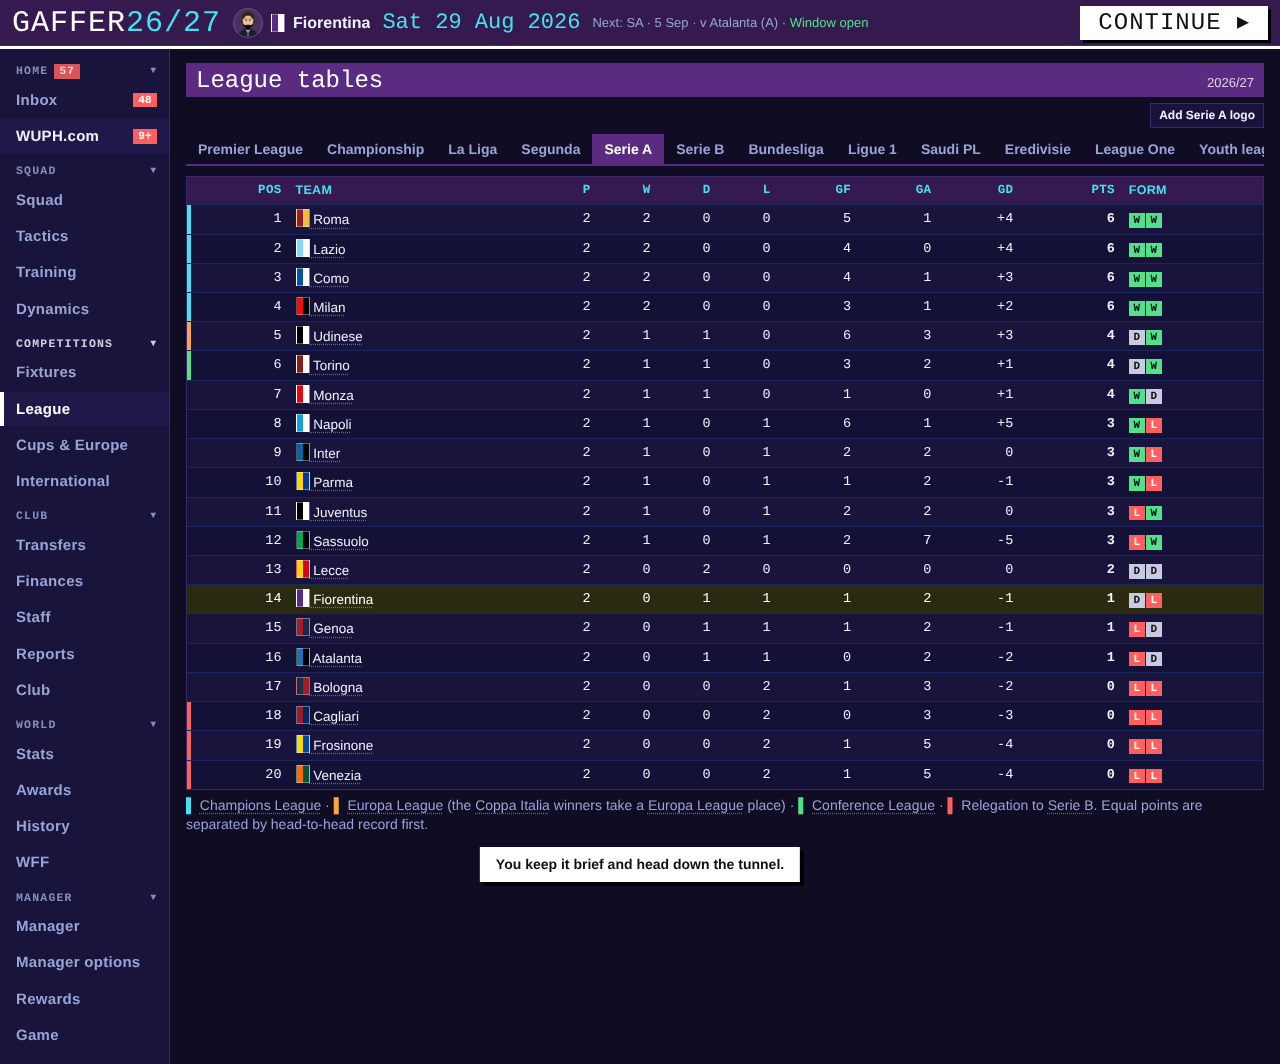 GAFFER26/27 Fiorentina Sat 29 Aug 2026 Next: SA · 5 Sep · v Atalanta (A) · Window open CONTINUE ►
HOME 57 ▼
Inbox 48
WUPH.com 9+
SQUAD ▼
Squad
Tactics
Training
Dynamics
COMPETITIONS ▼
Fixtures
League
Cups & Europe
International
CLUB ▼
Transfers
Finances
Staff
Reports
Club
WORLD ▼
Stats
Awards
History
WFF
MANAGER ▼
Manager
Manager options
Rewards
Game
League tables 2026/27
Add Serie A logo
Premier League Championship La Liga Segunda Serie A Serie B Bundesliga Ligue 1 Saudi PL Eredivisie League One Youth leag
POS TEAM P W D L GF GA GD PTS FORM
1 Roma 2 2 0 0 5 1 +4 6 W W
2 Lazio 2 2 0 0 4 0 +4 6 W W
3 Como 2 2 0 0 4 1 +3 6 W W
4 Milan 2 2 0 0 3 1 +2 6 W W
5 Udinese 2 1 1 0 6 3 +3 4 D W
6 Torino 2 1 1 0 3 2 +1 4 D W
7 Monza 2 1 1 0 1 0 +1 4 W D
8 Napoli 2 1 0 1 6 1 +5 3 W L
9 Inter 2 1 0 1 2 2 0 3 W L
10 Parma 2 1 0 1 1 2 -1 3 W L
11 Juventus 2 1 0 1 2 2 0 3 L W
12 Sassuolo 2 1 0 1 2 7 -5 3 L W
13 Lecce 2 0 2 0 0 0 0 2 D D
14 Fiorentina 2 0 1 1 1 2 -1 1 D L
15 Genoa 2 0 1 1 1 2 -1 1 L D
16 Atalanta 2 0 1 1 0 2 -2 1 L D
17 Bologna 2 0 0 2 1 3 -2 0 L L
18 Cagliari 2 0 0 2 0 3 -3 0 L L
19 Frosinone 2 0 0 2 1 5 -4 0 L L
20 Venezia 2 0 0 2 1 5 -4 0 L L
Champions League · Europa League (the Coppa Italia winners take a Europa League place) · Conference League · Relegation to Serie B. Equal points are
separated by head-to-head record first.
You keep it brief and head down the tunnel.